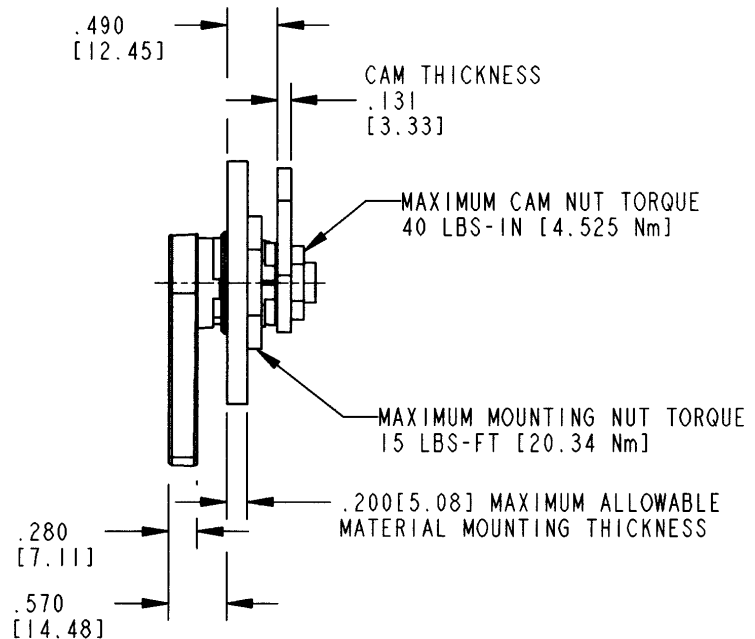 .490
[12.45]
CAM THICKNESS
.131
[3.33]
MAXIMUM CAM NUT TORQUE
40 LBS-IN [4.525 Nm]
MAXIMUM MOUNTING NUT TORQUE
15 LBS-FT [20.34 Nm]
.200[5.08] MAXIMUM ALLOWABLE
MATERIAL MOUNTING THICKNESS
.280
[7.11]
.570
[14.48]